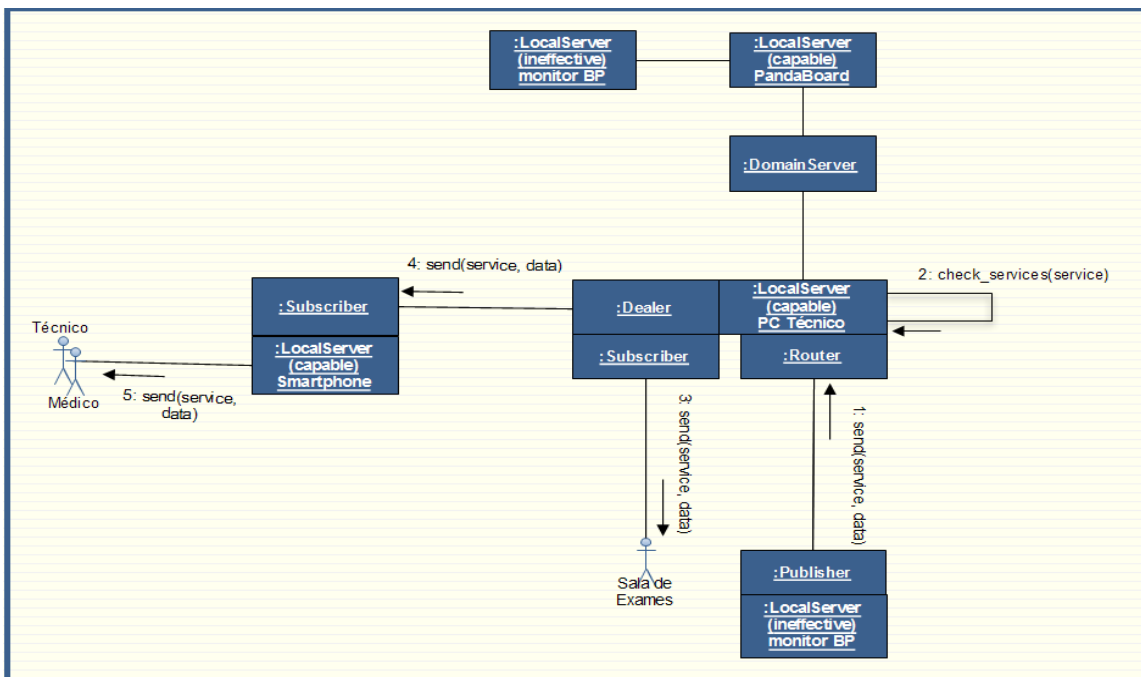 :LocalServer
(ineffective)
monitor BP
:LocalServer
(capable)
PandaBoard
:DomainServer
4: send(service, data)
2: check_services(service)
:Subscriber
:Dealer
:LocalServer
(capable)
PC Técnico
Técnico
:LocalServer
(capable)
Smartphone
:Subscriber
:Router
Médico
5: send(service,
data)
3: send(service, data)
1: send(service, data)
Sala de
Exames
:Publisher
:LocalServer
(ineffective)
monitor BP